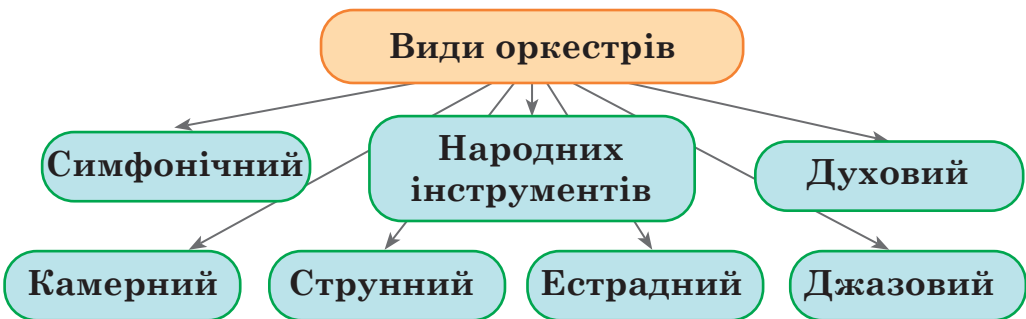 Види оркестрів
Симфонічний
Народних
інструментів
Духовий
Камерний
Струнний
Естрадний
Джазовий